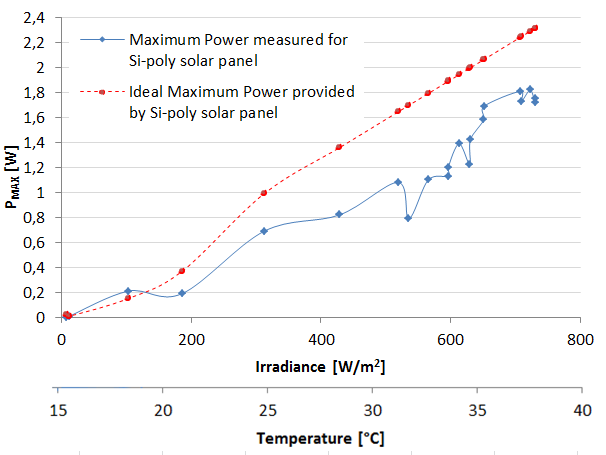 2,4
2,2
2
1,8
1,6
1,4
1,2
1
0,8
0,6
0,4
0,2
0
P_MAX [W]
Maximum Power measured for
Si-poly solar panel
Ideal Maximum Power provided
by Si-poly solar panel
0 200 400 600 800
Irradiance [W/m²]
15 20 25 30 35 40
Temperature [°C]